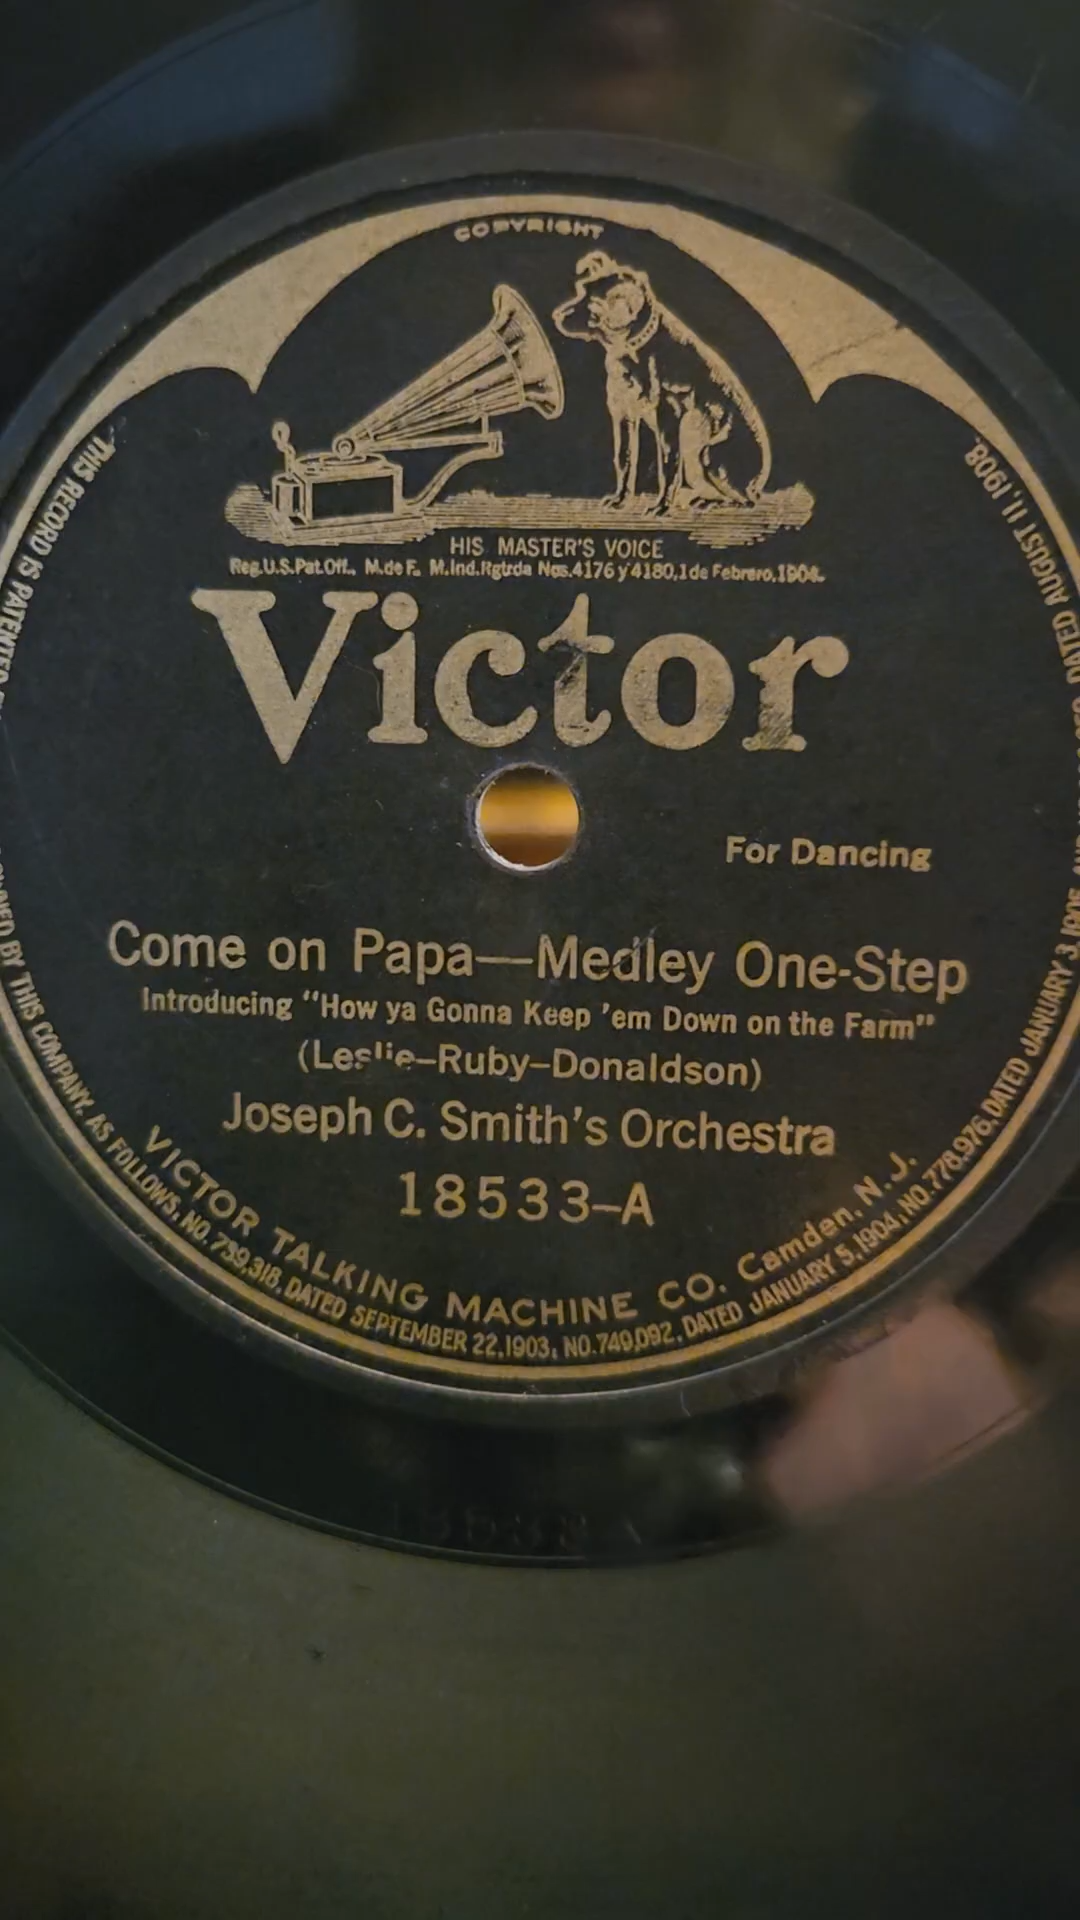 COPYRIGHT
HIS MASTER'S VOICE
Reg.U.S.Pat.Off., M.de F. M.Ind.Rgtrda Nos.4176 y 4180,1 de Febrero,1904.
Victor
For Dancing
Come on Papa—Medley One-Step
Introducing "How ya Gonna Keep 'em Down on the Farm"
(Leslie–Ruby–Donaldson)
Joseph C. Smith's Orchestra
18533–A
VICTOR TALKING MACHINE CO. Camden, N. J.
THIS RECORD IS PATENTED
BY THIS COMPANY, AS FOLLOWS, NO. 739,318, DATED SEPTEMBER 22,1903, NO.749,092, DATED JANUARY 5,1904, NO.778,976, DATED JANUARY 3,1905,
DATED AUGUST 11, 1908.